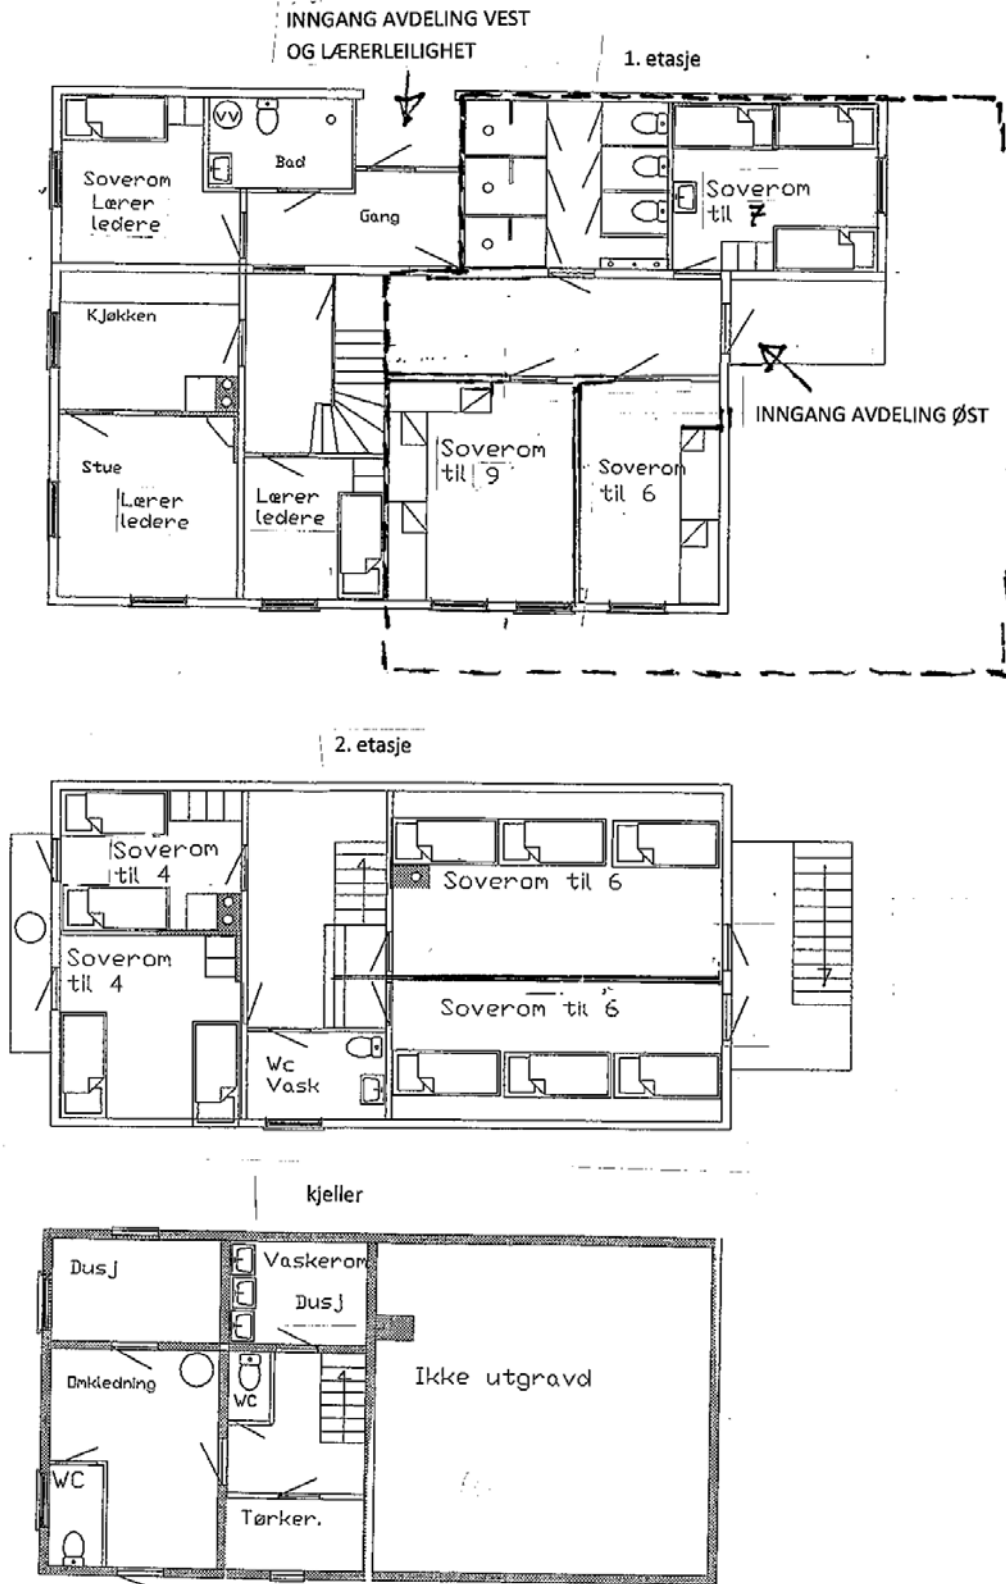 INNGANG AVDELING VEST
OG LÆRERLEILIGHET
1. etasje
VV
Bad
Soverom
Lærer
ledere
Gang
Soverom
til 7
Kjøkken
INNGANG AVDELING ØST
Stue
Lærer
ledere
Lærer
ledere
Soverom
til 9
Soverom
til 6
2. etasje
Soverom
til 4
Soverom til 6
Soverom
til 4
Soverom til 6
Wc
Vask
kjeller
Dusj
Vaskerom
Dusj
Omkledning
WC
Ikke utgravd
WC
Tørker.